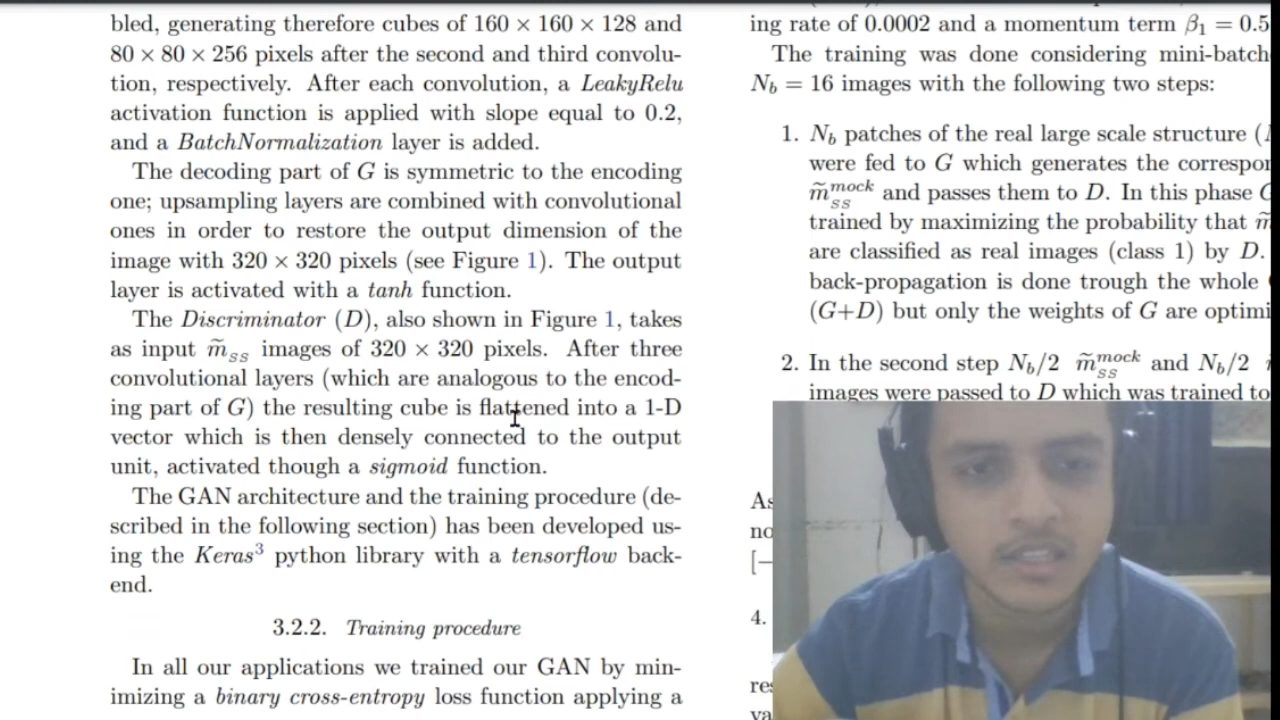 bled, generating therefore cubes of 160 × 160 × 128 and
80 × 80 × 256 pixels after the second and third convolu-
tion, respectively. After each convolution, a LeakyRelu
activation function is applied with slope equal to 0.2,
and a BatchNormalization layer is added.
The decoding part of G is symmetric to the encoding
one; upsampling layers are combined with convolutional
ones in order to restore the output dimension of the
image with 320 × 320 pixels (see Figure 1). The output
layer is activated with a tanh function.
The Discriminator (D), also shown in Figure 1, takes
as input m̃ss images of 320 × 320 pixels. After three
convolutional layers (which are analogous to the encod-
ing part of G) the resulting cube is flattened into a 1-D
vector which is then densely connected to the output
unit, activated though a sigmoid function.
The GAN architecture and the training procedure (de-
scribed in the following section) has been developed us-
ing the Keras³ python library with a tensorflow back-
end.
3.2.2. Training procedure
In all our applications we trained our GAN by min-
imizing a binary cross-entropy loss function applying a
ing rate of 0.0002 and a momentum term β₁ = 0.5
The training was done considering mini-batch
Nb = 16 images with the following two steps:
1. Nb patches of the real large scale structure (
were fed to G which generates the correspon
m̃ssmock and passes them to D. In this phase G
trained by maximizing the probability that m̃
are classified as real images (class 1) by D.
back-propagation is done trough the whole
(G+D) but only the weights of G are optimi
2. In the second step Nb/2 m̃ssmock and Nb/2
images were passed to D which was trained to
As
no
[−
4.
res
va